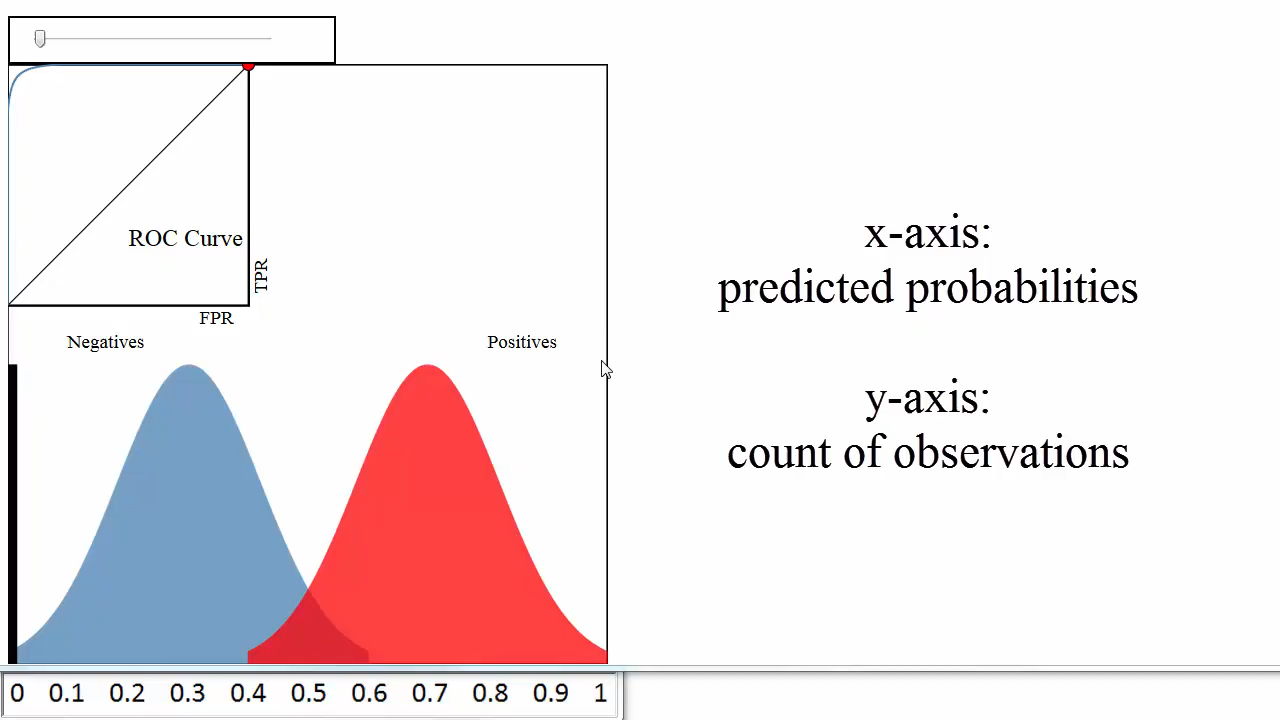 ROC Curve
TPR
FPR
Negatives
Positives
x-axis:
predicted probabilities
y-axis:
count of observations
0 0.1 0.2 0.3 0.4 0.5 0.6 0.7 0.8 0.9 1